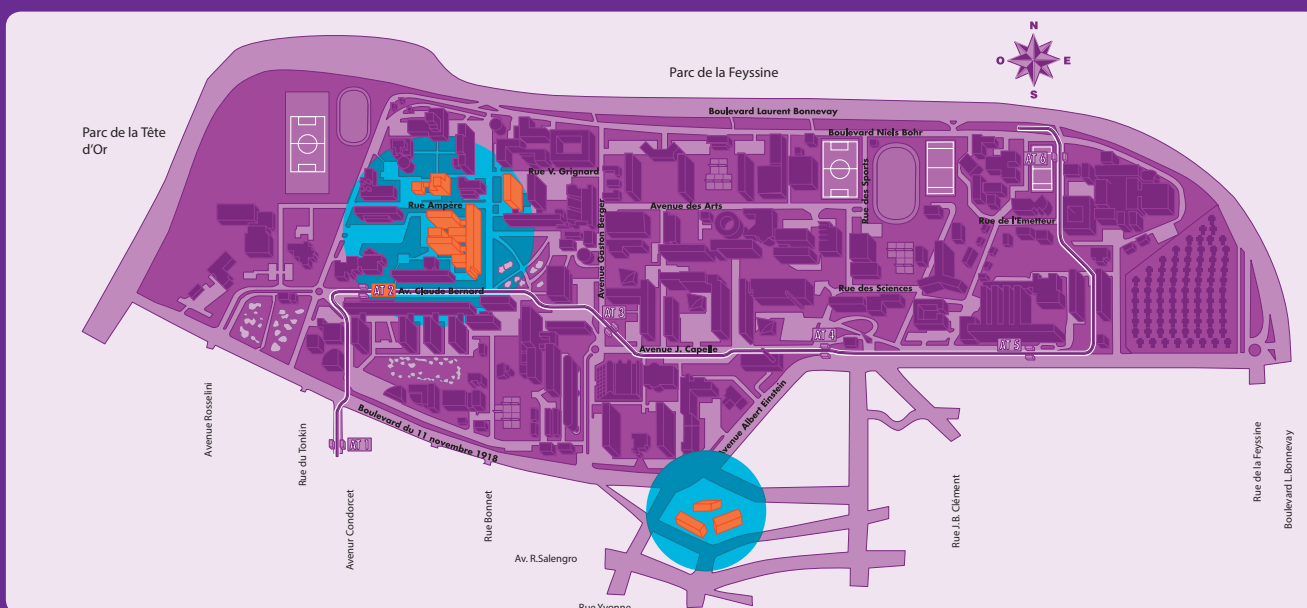 N
O
E
S
Parc de la Feyssine
Parc de la Tête
d'Or
Boulevard Laurent Bonnevay
Boulevard Niels Bohr
AT 6
Rue V. Grignard
Rue Ampère
Avenue des Arts
Rue des Sports
Rue de l'Emetteur
Avenue Gaston Berger
AT 2
Av. Claude Bernard
Rue des Sciences
AT 3
AT 4
AT 5
Avenue J. Capelle
Avenue Albert Einstein
Boulevard du 11 novembre 1918
AT 1
Avenue Rosselini
Rue du Tonkin
Avenur Condorcet
Rue Bonnet
Av. R.Salengro
Rue Yvonne
Rue J.B. Clément
Rue de la Feyssine
Boulevard L.Bonnevay